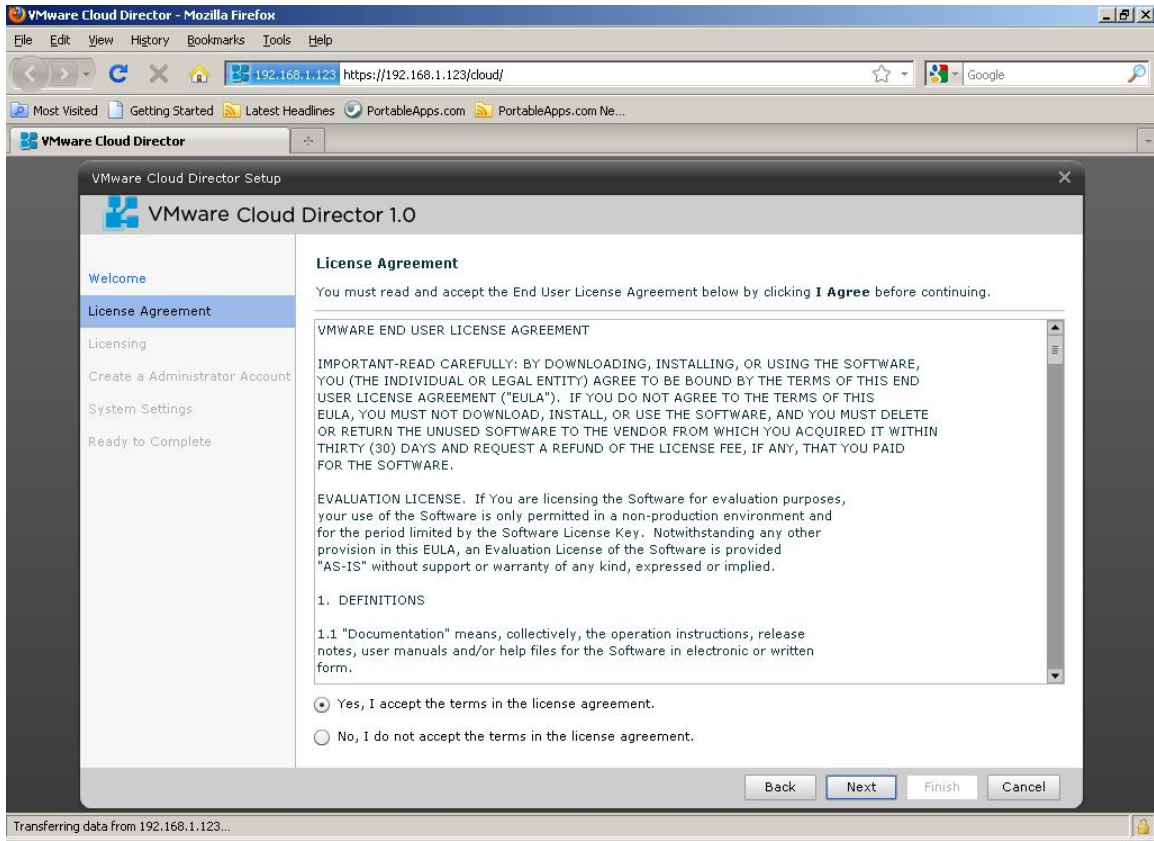 VMware Cloud Director - Mozilla Firefox
File Edit View History Bookmarks Tools Help
192.168.1.123 https://192.168.1.123/cloud/
Google
Most Visited Getting Started Latest Headlines PortableApps.com PortableApps.com Ne...
VMware Cloud Director
VMware Cloud Director Setup
VMware Cloud Director 1.0
Welcome
License Agreement
Licensing
Create a Administrator Account
System Settings
Ready to Complete
License Agreement
You must read and accept the End User License Agreement below by clicking I Agree before continuing.
VMWARE END USER LICENSE AGREEMENT
IMPORTANT-READ CAREFULLY: BY DOWNLOADING, INSTALLING, OR USING THE SOFTWARE,
YOU (THE INDIVIDUAL OR LEGAL ENTITY) AGREE TO BE BOUND BY THE TERMS OF THIS END
USER LICENSE AGREEMENT ("EULA"). IF YOU DO NOT AGREE TO THE TERMS OF THIS
EULA, YOU MUST NOT DOWNLOAD, INSTALL, OR USE THE SOFTWARE, AND YOU MUST DELETE
OR RETURN THE UNUSED SOFTWARE TO THE VENDOR FROM WHICH YOU ACQUIRED IT WITHIN
THIRTY (30) DAYS AND REQUEST A REFUND OF THE LICENSE FEE, IF ANY, THAT YOU PAID
FOR THE SOFTWARE.
EVALUATION LICENSE. If You are licensing the Software for evaluation purposes,
your use of the Software is only permitted in a non-production environment and
for the period limited by the Software License Key. Notwithstanding any other
provision in this EULA, an Evaluation License of the Software is provided
"AS-IS" without support or warranty of any kind, expressed or implied.
1. DEFINITIONS
1.1 "Documentation" means, collectively, the operation instructions, release
notes, user manuals and/or help files for the Software in electronic or written
form.
Yes, I accept the terms in the license agreement.
No, I do not accept the terms in the license agreement.
Back Next Finish Cancel
Transferring data from 192.168.1.123...